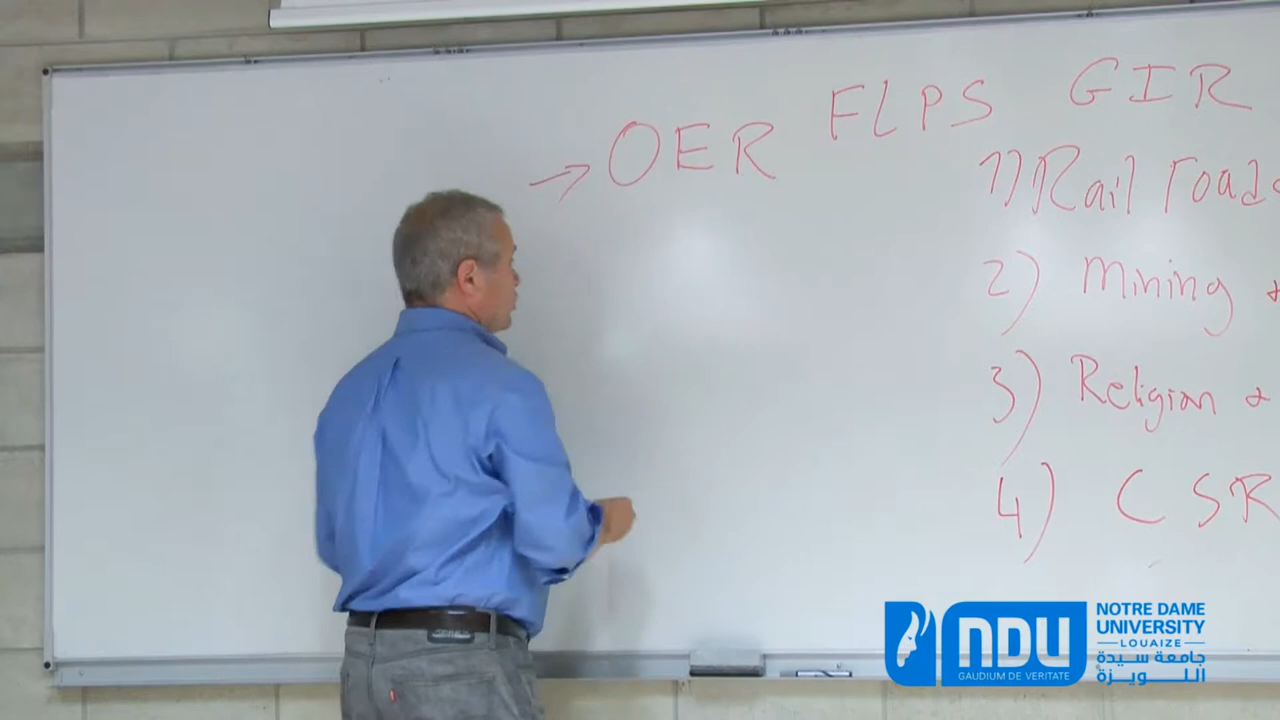 → OER FLPS GIR
1) Rail roads
2) Mining &
3) Religion &
4) CSR
NDU
GAUDIUM DE VERITATE
NOTRE DAME
UNIVERSITY
LOUAIZE
جامعة سيدة
اللويزة